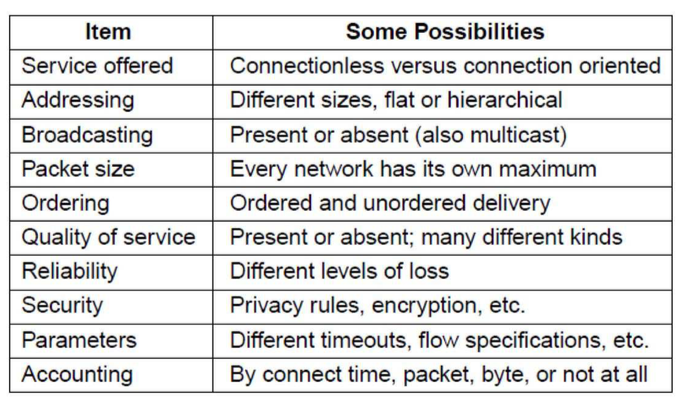 Item Some Possibilities
Service offered Connectionless versus connection oriented
Addressing Different sizes, flat or hierarchical
Broadcasting Present or absent (also multicast)
Packet size Every network has its own maximum
Ordering Ordered and unordered delivery
Quality of service Present or absent; many different kinds
Reliability Different levels of loss
Security Privacy rules, encryption, etc.
Parameters Different timeouts, flow specifications, etc.
Accounting By connect time, packet, byte, or not at all